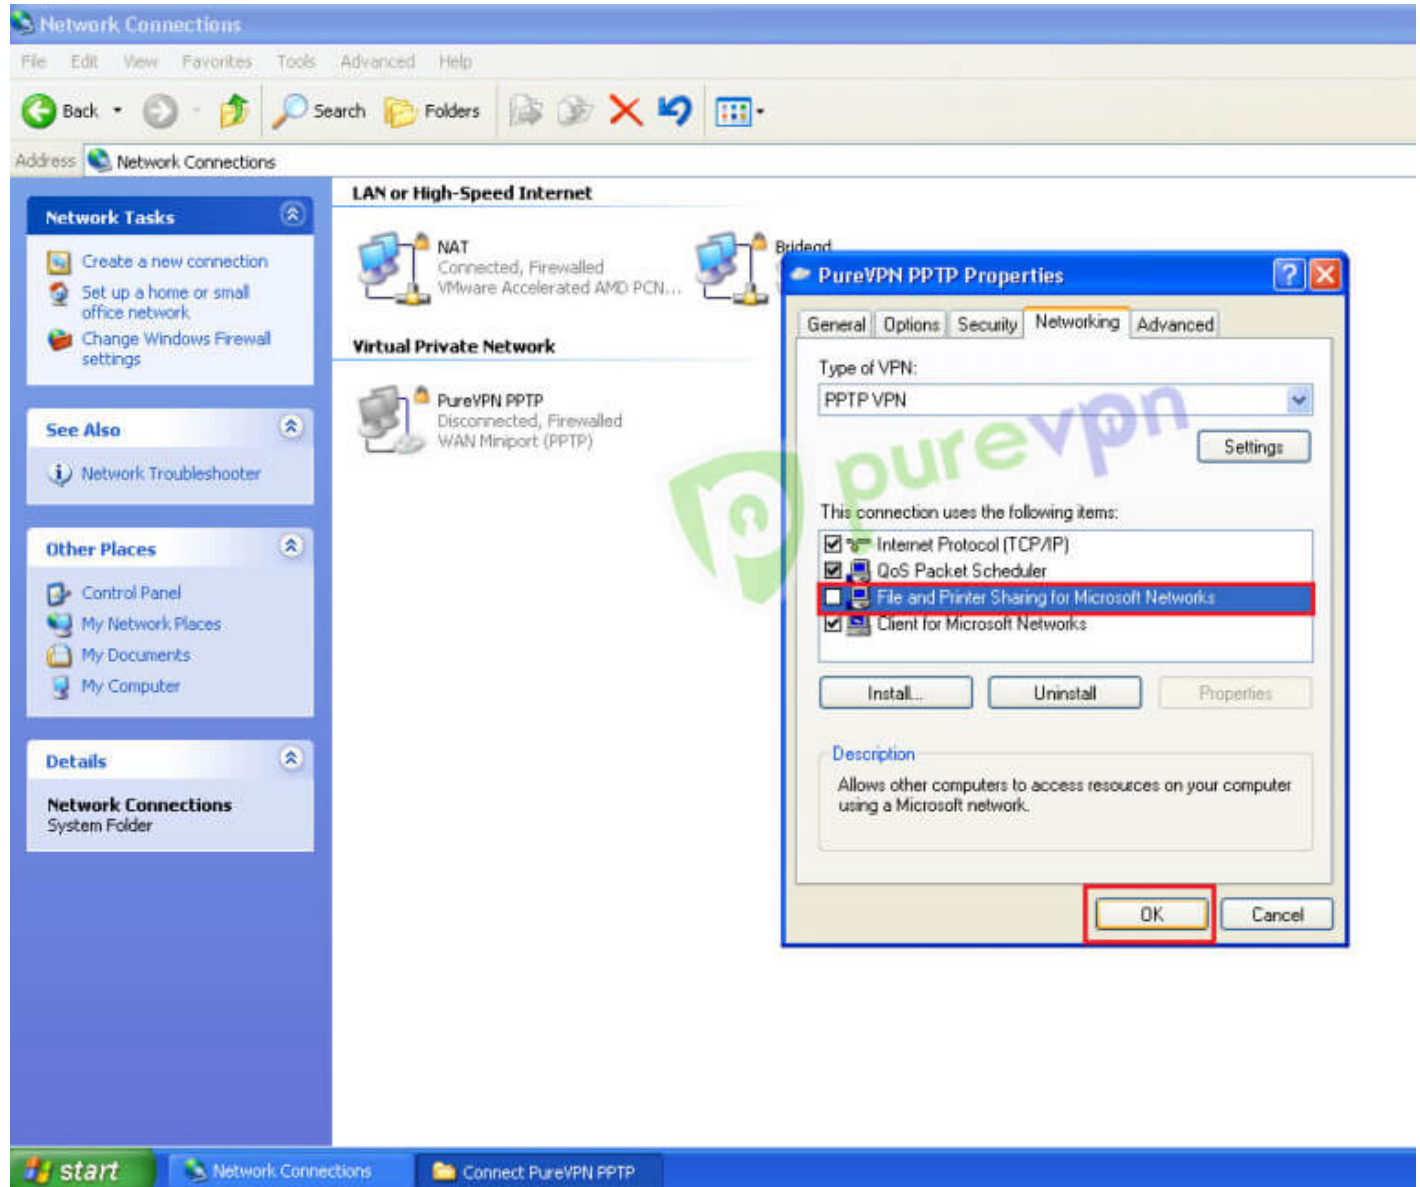 Network Connections
File Edit View Favorites Tools Advanced Help
Back Search Folders
Address Network Connections
Network Tasks
Create a new connection
Set up a home or small
office network
Change Windows Firewall
settings
See Also
Network Troubleshooter
Other Places
Control Panel
My Network Places
My Documents
My Computer
Details
Network Connections
System Folder
LAN or High-Speed Internet
NAT
Connected, Firewalled
VMware Accelerated AMD PCN...
Bridegd
Virtual Private Network
PureVPN PPTP
Disconnected, Firewalled
WAN Miniport (PPTP)
PureVPN PPTP Properties
General Options Security Networking Advanced
Type of VPN:
PPTP VPN
Settings
purevpn
This connection uses the following items:
Internet Protocol (TCP/IP)
QoS Packet Scheduler
File and Printer Sharing for Microsoft Networks
Client for Microsoft Networks
Install... Uninstall Properties
Description
Allows other computers to access resources on your computer
using a Microsoft network.
OK Cancel
start Network Connections Connect PureVPN PPTP